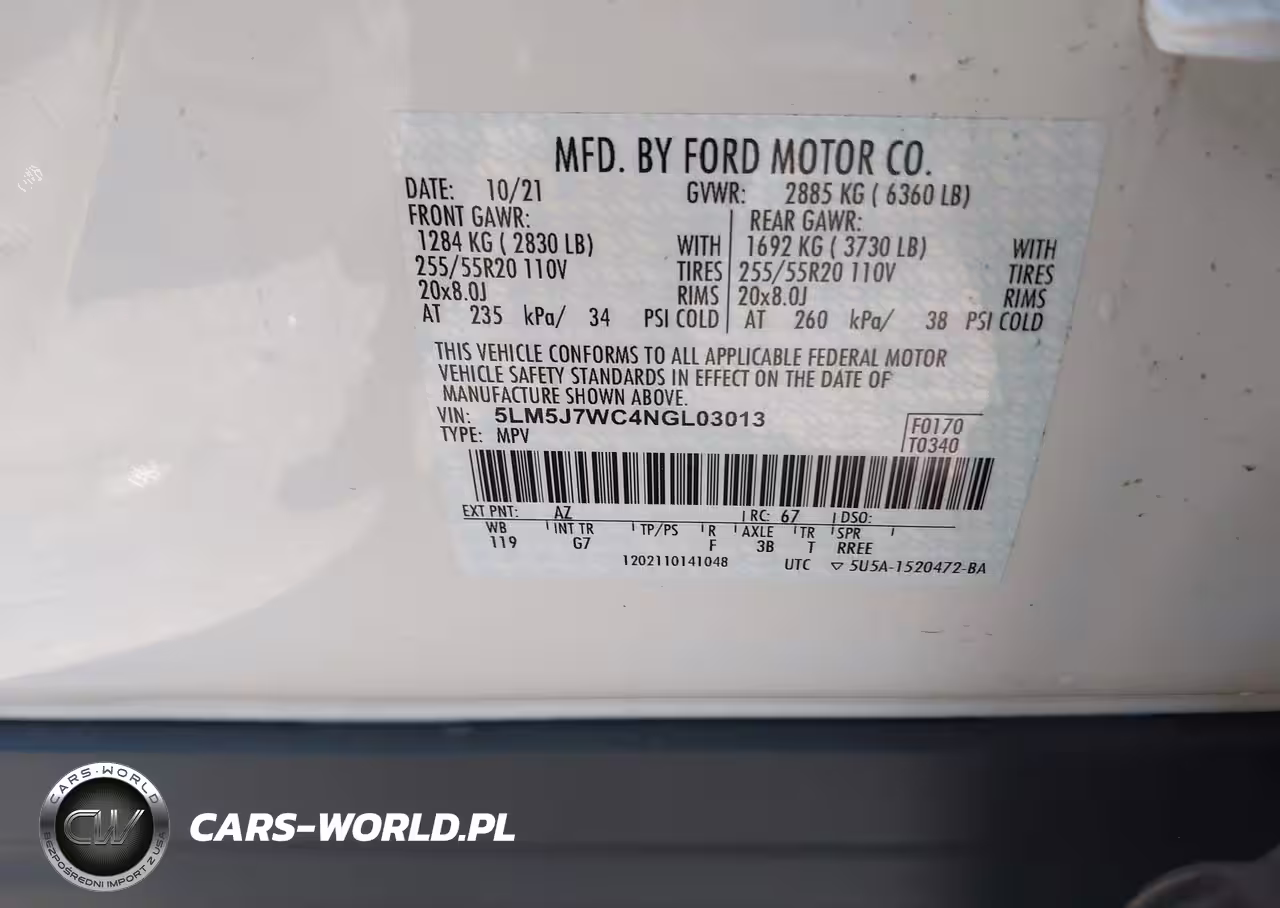 MFD. BY FORD MOTOR CO.
DATE: 10/21 GVWR: 2885 KG ( 6360 LB)
FRONT GAWR: REAR GAWR:
1284 KG ( 2830 LB) WITH 1692 KG ( 3730 LB) WITH
255/55R20 110V TIRES 255/55R20 110V TIRES
20x8.0J RIMS 20x8.0J RIMS
AT 235 kPa/ 34 PSI COLD AT 260 kPa/ 38 PSI COLD
THIS VEHICLE CONFORMS TO ALL APPLICABLE FEDERAL MOTOR
VEHICLE SAFETY STANDARDS IN EFFECT ON THE DATE OF
MANUFACTURE SHOWN ABOVE.
VIN: 5LM5J7WC4NGL03013 F0170
TYPE: MPV T0340
EXT PNT: AZ RC: 67 DSO:
WB INT TR TP/PS R AXLE TR SPR
119 G7 F 3B T RREE
1202110141048 UTC ▽ 5U5A-1520472-BA
CARS-WORLD
CW
BEZPOŚREDNI IMPORT Z USA
CARS-WORLD.PL